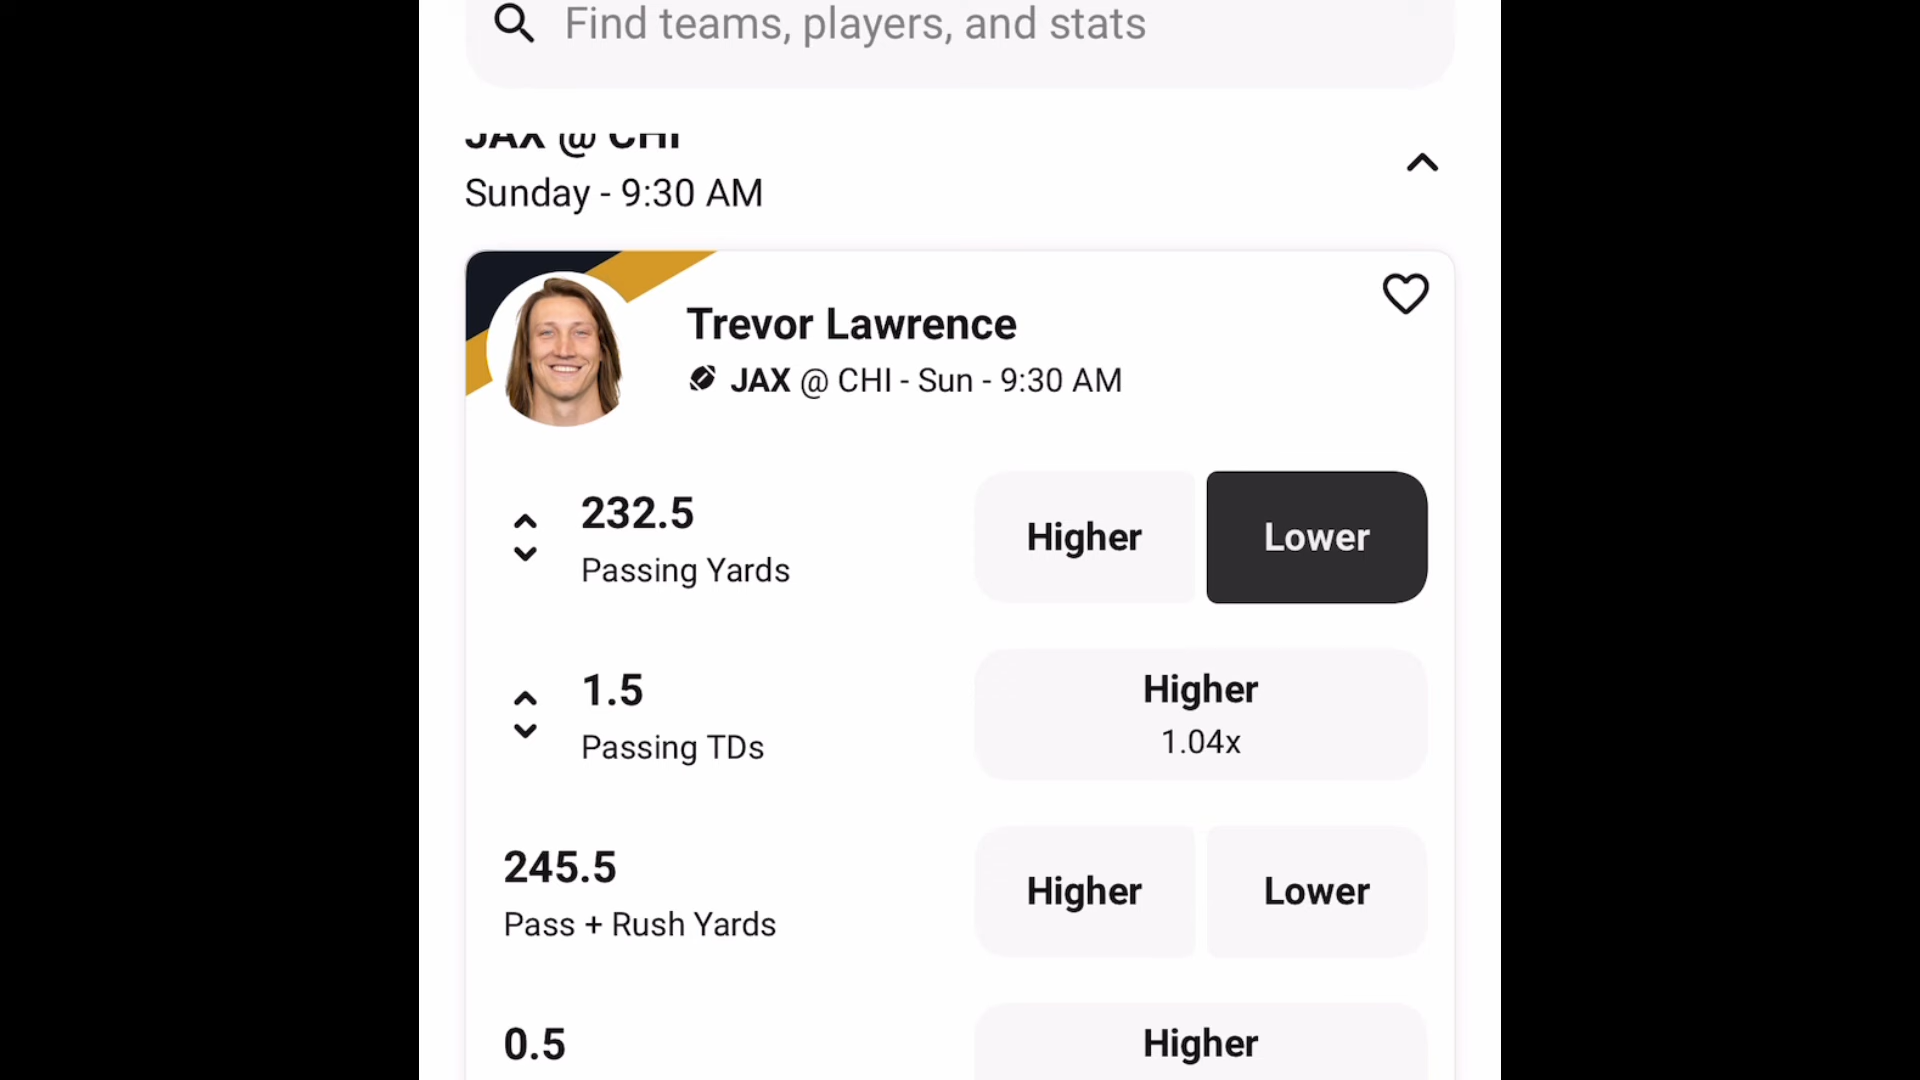 Find teams, players, and stats
JAX @ CHI
Sunday - 9:30 AM
Trevor Lawrence
JAX @ CHI - Sun - 9:30 AM
232.5
Passing Yards
Higher
Lower
1.5
Passing TDs
Higher
1.04x
245.5
Pass + Rush Yards
Higher
Lower
0.5
Higher